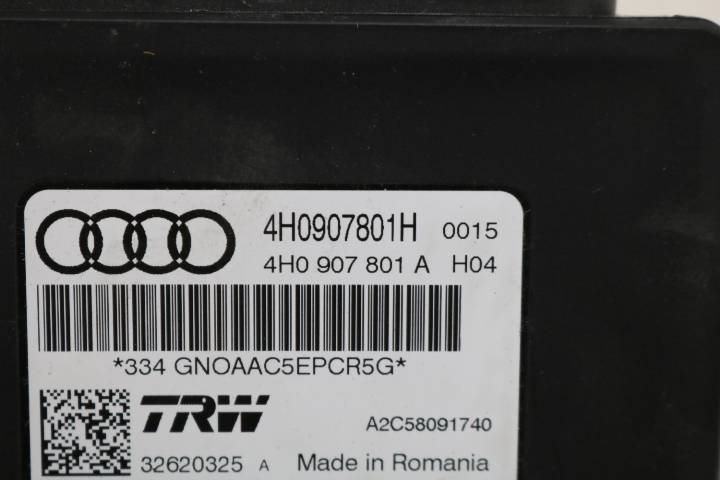 4H0907801H 0015
4H0 907 801 A H04
*334 GNOAAC5EPCR5G*
TRW A2C58091740
32620325 A Made in Romania